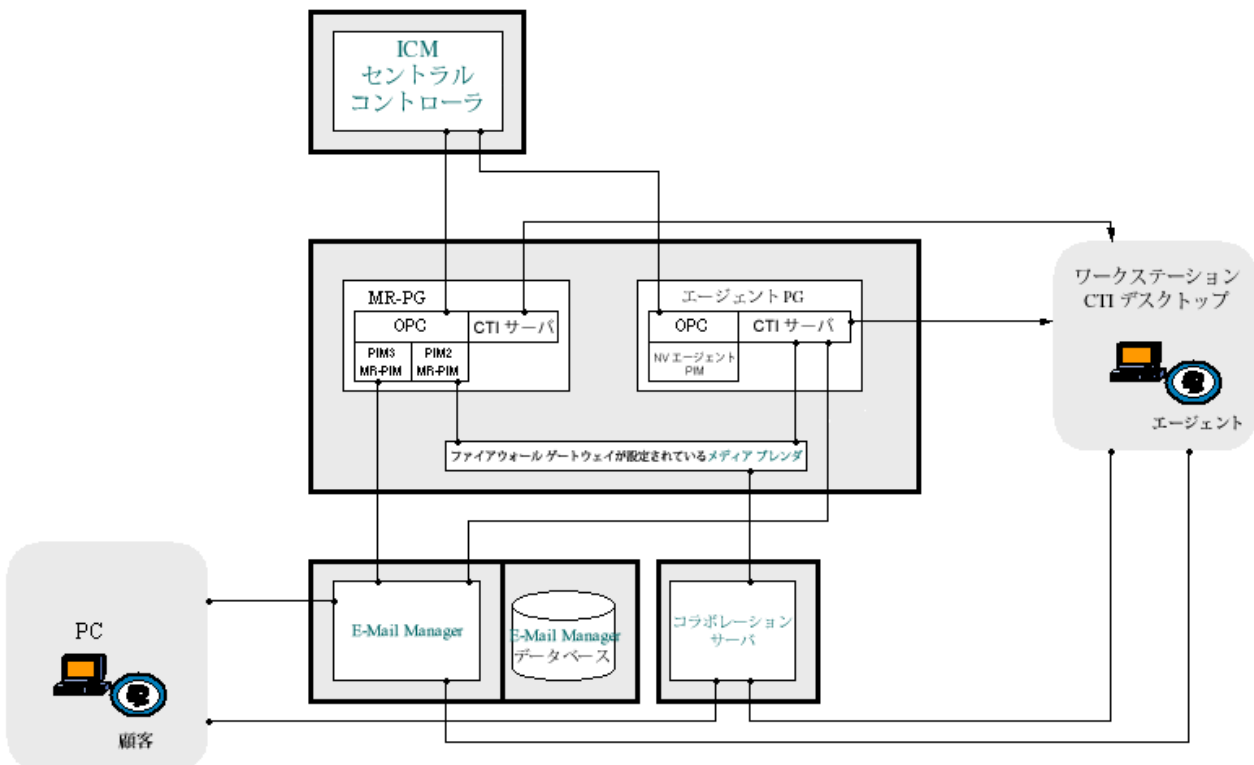 ICM
セントラル
コントローラ
MR-PG
OPC
CTI サーバ
PIM3
MR-PIM
PIM2
MR-PIM
エージェント PG
OPC
CTI サーバ
NV エージェント
PIM
ワークステーション
CTI デスクトップ
エージェント
ファイアウォール ゲートウェイが設定されているメディア ブレンダ
PC
顧客
E-Mail Manager
E-Mail Manager
データベース
コラボレーション
サーバ